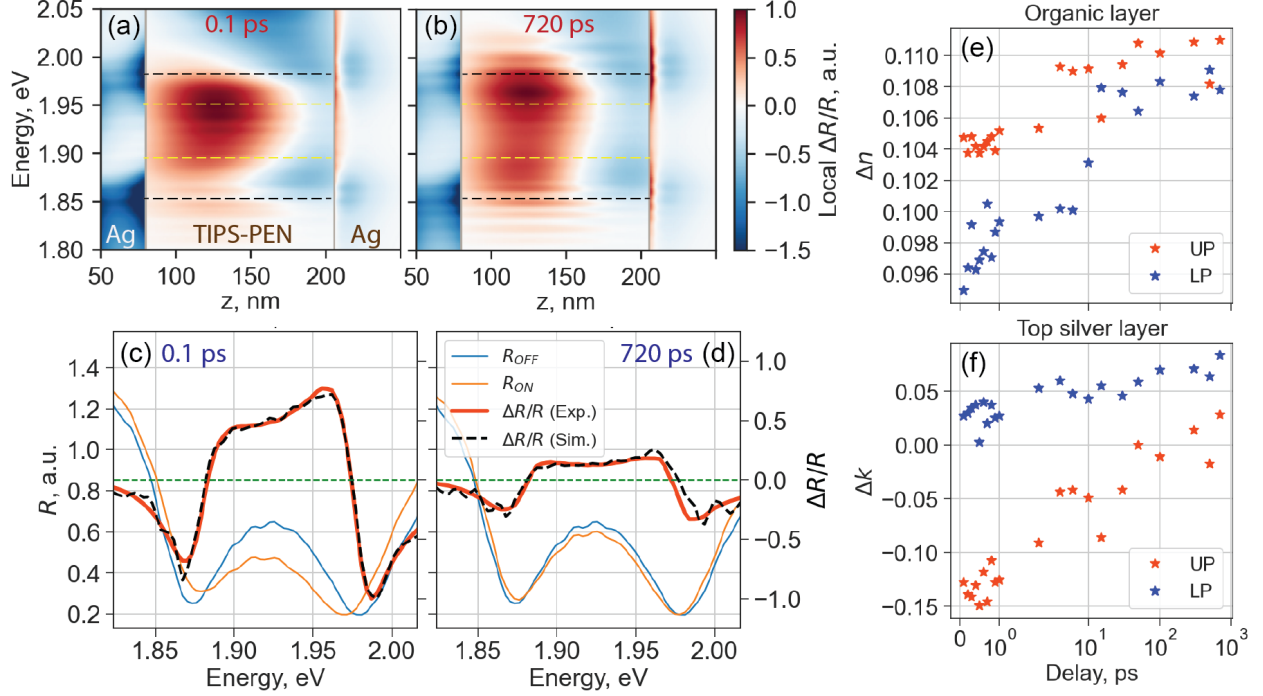 (a) 0.1 ps
(b) 720 ps
Energy, eV
2.05
2.00
1.95
1.90
1.85
1.80
Ag TIPS-PEN Ag
50 100 150 200
z, nm
50 100 150 200
z, nm
1.0
0.5
0.0
−0.5
−1.0
−1.5
Local ΔR/R, a.u.
(c) 0.1 ps
R, a.u.
1.4
1.2
1.0
0.8
0.6
0.4
0.2
1.85 1.90 1.95 2.00
Energy, eV
720 ps (d)
R_OFF
R_ON
ΔR/R (Exp.)
ΔR/R (Sim.)
1.0
0.5
0.0
−0.5
−1.0
ΔR/R
1.85 1.90 1.95 2.00
Energy, eV
Organic layer
(e)
Δn
0.110
0.108
0.106
0.104
0.102
0.100
0.098
0.096
UP
LP
Top silver layer
(f)
Δk
0.05
0.00
−0.05
−0.10
−0.15
UP
LP
0 10⁰ 10¹ 10² 10³
Delay, ps